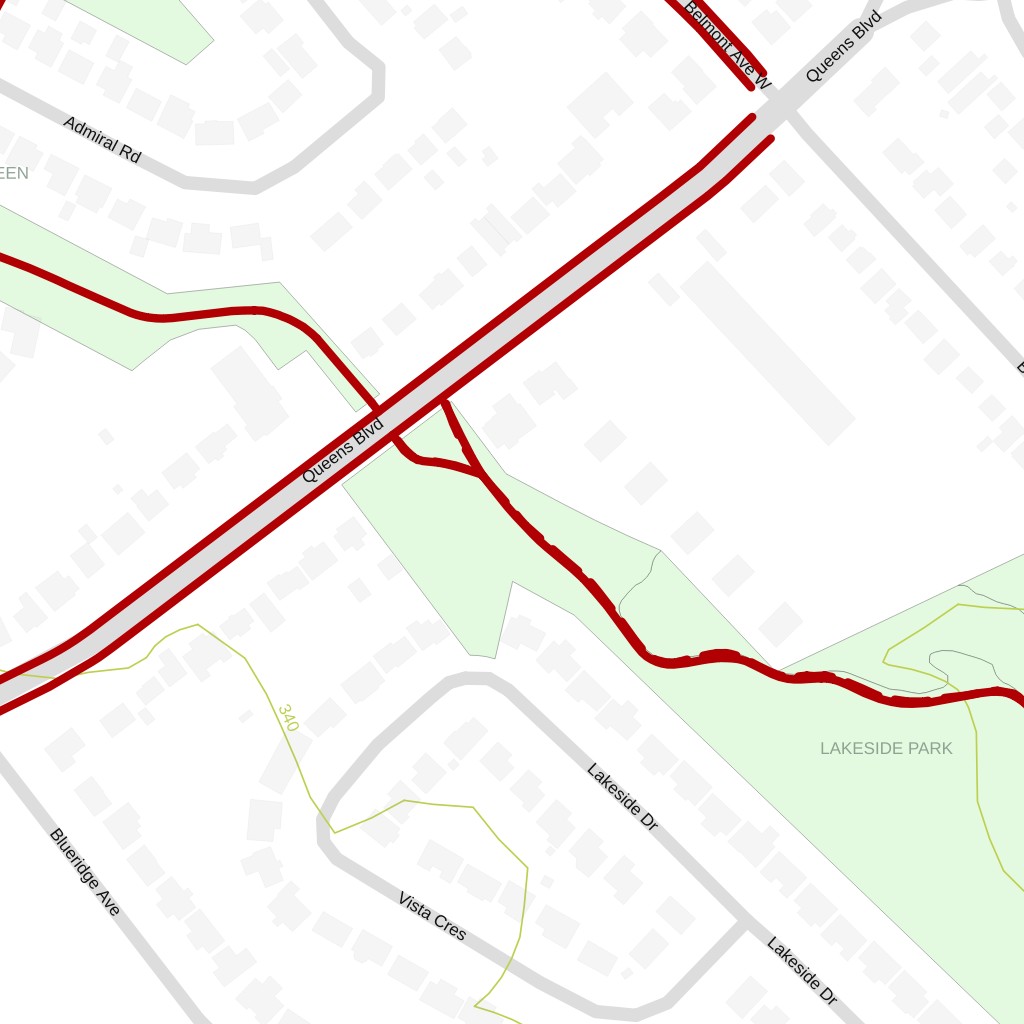 Belmont Ave W
Queens Blvd
Admiral Rd
EEN
Queens Blvd
340
LAKESIDE PARK
Lakeside Dr
Blueridge Ave
Vista Cres
Lakeside Dr